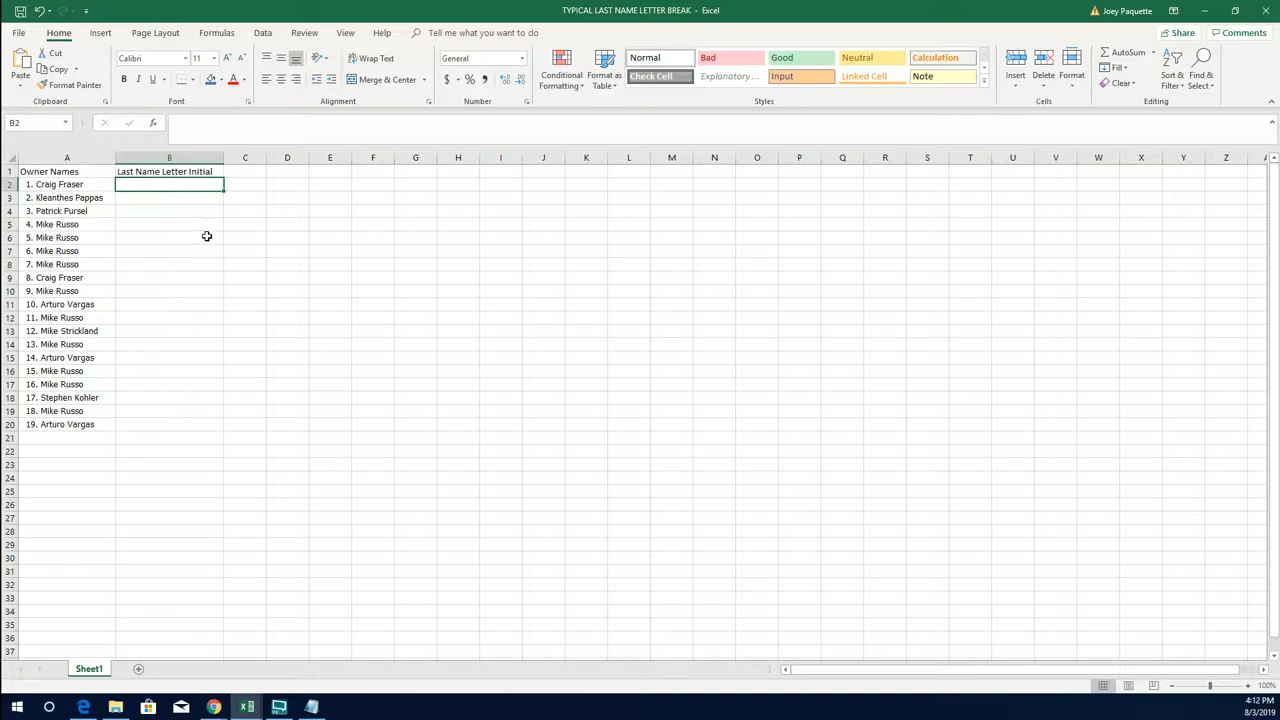 TYPICAL LAST NAME LETTER BREAK - Excel
Joey Paquette
File Home Insert Page Layout Formulas Data Review View Help Tell me what you want to do
Share Comments
Paste
Cut
Copy
Format Painter
Clipboard
Calibri 11
B I U
Font
Wrap Text
Merge & Center
Alignment
General
$ % ,
Number
Conditional
Formatting
Format as
Table
Normal Bad Good Neutral Calculation
Check Cell Explanatory ... Input Linked Cell Note
Styles
Insert Delete Format
Cells
AutoSum
Fill
Clear
Sort &
Filter
Find &
Select
Editing
B2
fx
A B C D E F G H I J K L M N O P Q R S T U V W X Y Z
1 Owner Names Last Name Letter Initial
2 1. Craig Fraser
3 2. Kleanthes Pappas
4 3. Patrick Pursel
5 4. Mike Russo
6 5. Mike Russo
7 6. Mike Russo
8 7. Mike Russo
9 8. Craig Fraser
10 9. Mike Russo
11 10. Arturo Vargas
12 11. Mike Russo
13 12. Mike Strickland
14 13. Mike Russo
15 14. Arturo Vargas
16 15. Mike Russo
17 16. Mike Russo
18 17. Stephen Kohler
19 18. Mike Russo
20 19. Arturo Vargas
21
22
23
24
25
26
27
28
29
30
31
32
33
34
35
36
37
Sheet1
100%
4:12 PM
8/3/2019